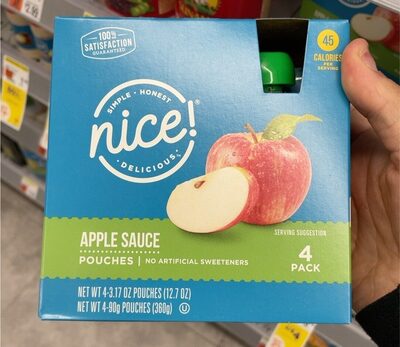 100%
SATISFACTION
GUARANTEED
45
CALORIES
PER
SERVING
SIMPLE • HONEST
nice!®
• DELICIOUS •
SERVING SUGGESTION
APPLE SAUCE
POUCHES | NO ARTIFICIAL SWEETENERS
4
PACK
NET WT 4-3.17 OZ POUCHES (12.7 OZ)
NET WT 4-90g POUCHES (360g) U